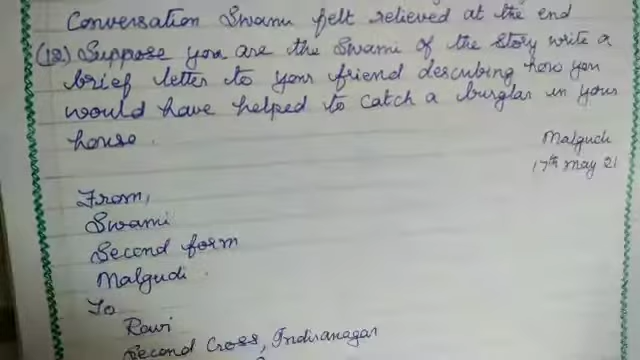 Conversation Swami felt relieved at the end
(12) Suppose you are the Swami of the story write a
brief letter to your friend describing how you
would have helped to catch a burglar in your
house.
Malgudi
17th May 21
From,
Swami
Second form
Malgudi.
To
Ravi
Second Cross, Indiranagar